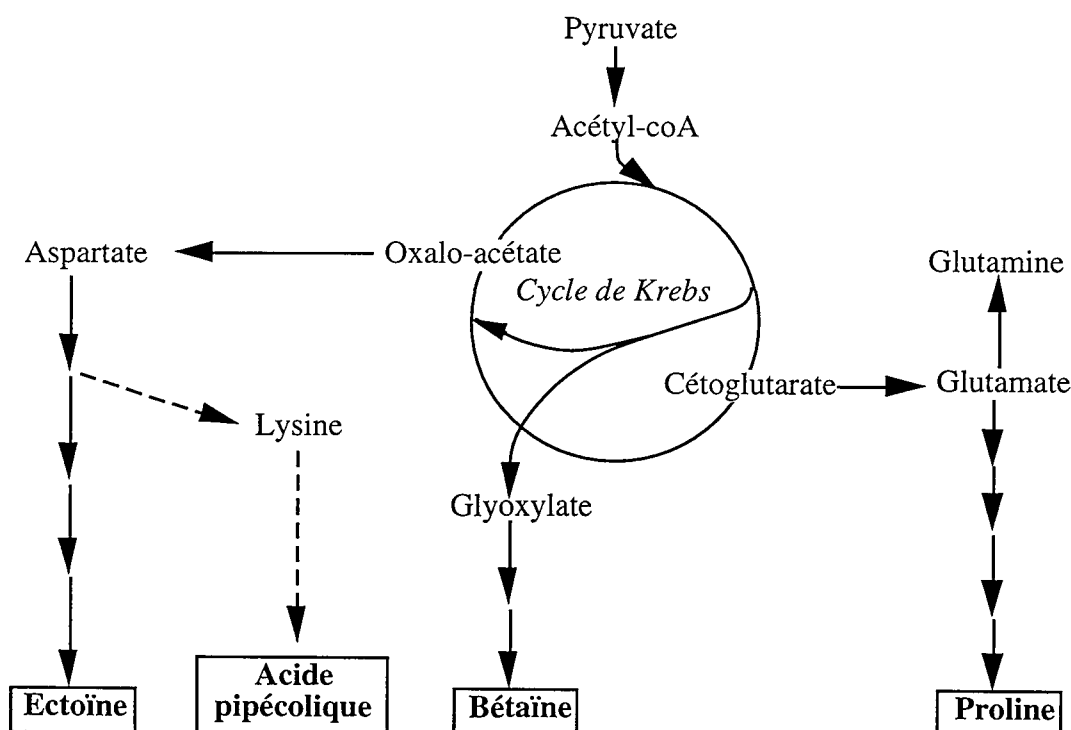 Pyruvate
Acétyl-coA
Aspartate
Oxalo-acétate
Glutamine
Cycle de Krebs
Cétoglutarate
Glutamate
Lysine
Glyoxylate
Ectoïne
Acide
pipécolique
Bétaïne
Proline